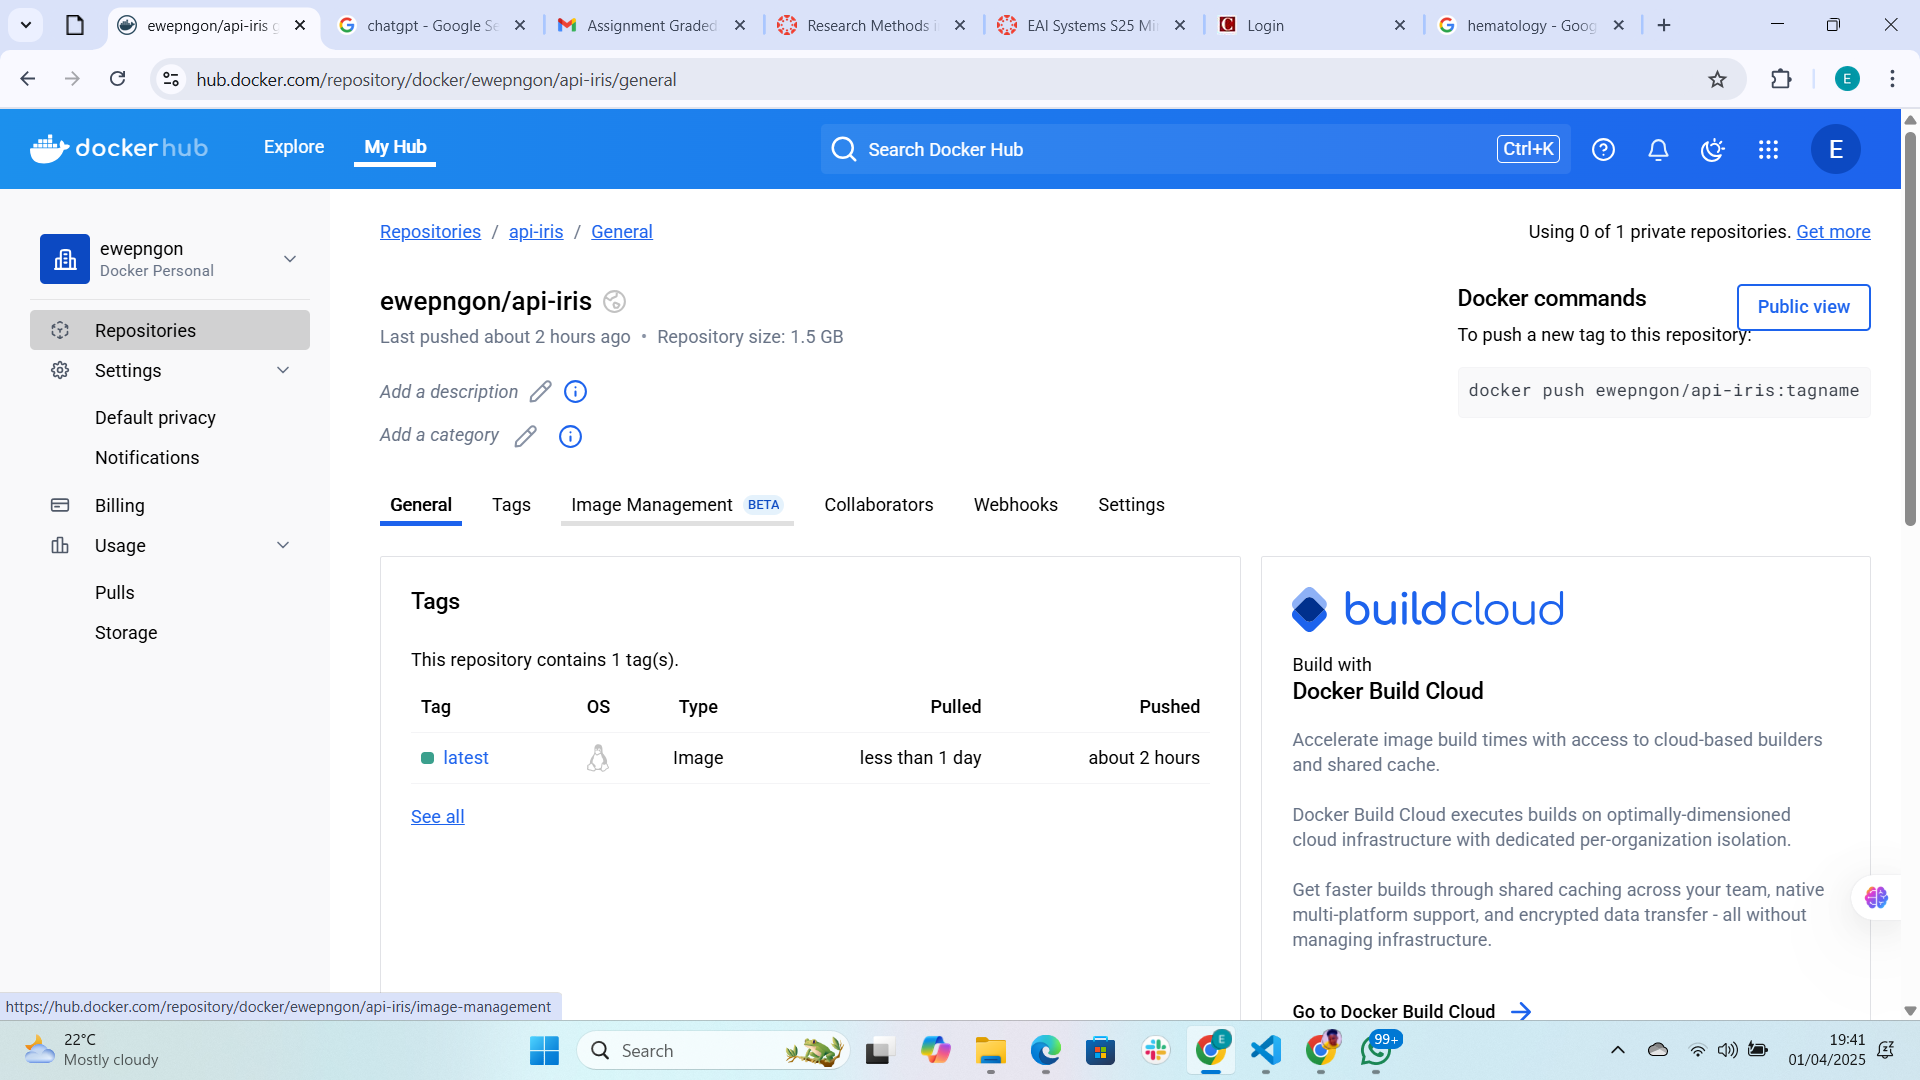 ewepngon/api-iris g
chatgpt - Google Se
Assignment Graded
Research Methods i
EAI Systems S25 Mi
Login
hematology - Goog
hub.docker.com/repository/docker/ewepngon/api-iris/general
E
docker hub
Explore
My Hub
Search Docker Hub
Ctrl+K
E
ewepngon
Docker Personal
Repositories
Settings
Default privacy
Notifications
Billing
Usage
Pulls
Storage
Repositories / api-iris / General
Using 0 of 1 private repositories. Get more
ewepngon/api-iris
Last pushed about 2 hours ago • Repository size: 1.5 GB
Add a description
Add a category
Docker commands
Public view
To push a new tag to this repository:
docker push ewepngon/api-iris:tagname
General Tags Image Management BETA Collaborators Webhooks Settings
Tags
This repository contains 1 tag(s).
Tag OS Type Pulled Pushed
latest Image less than 1 day about 2 hours
See all
buildcloud
Build with
Docker Build Cloud
Accelerate image build times with access to cloud-based builders
and shared cache.
Docker Build Cloud executes builds on optimally-dimensioned
cloud infrastructure with dedicated per-organization isolation.
Get faster builds through shared caching across your team, native
multi-platform support, and encrypted data transfer - all without
managing infrastructure.
Go to Docker Build Cloud
https://hub.docker.com/repository/docker/ewepngon/api-iris/image-management
22°C
Mostly cloudy
Search
E
99+
19:41
01/04/2025